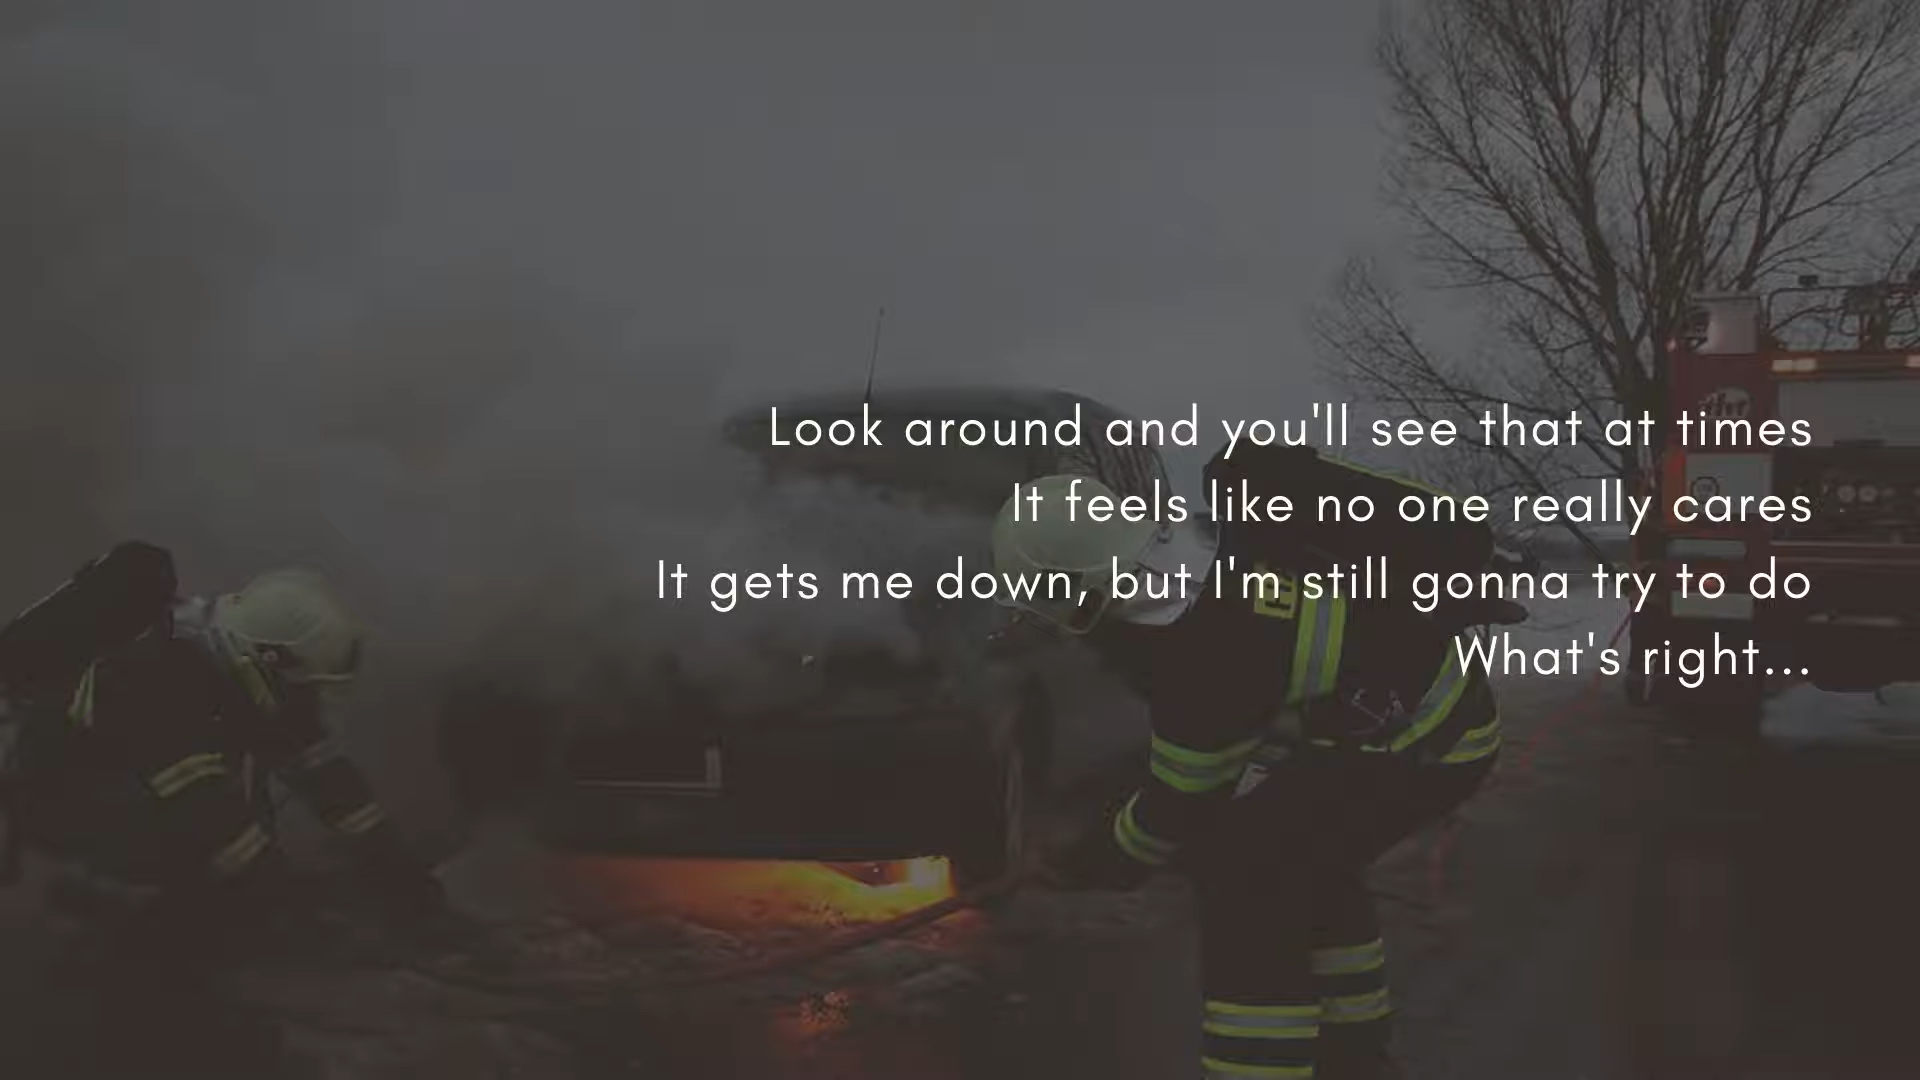 Look around and you'll see that at times
It feels like no one really cares
It gets me down, but I'm still gonna try to do
What's right...